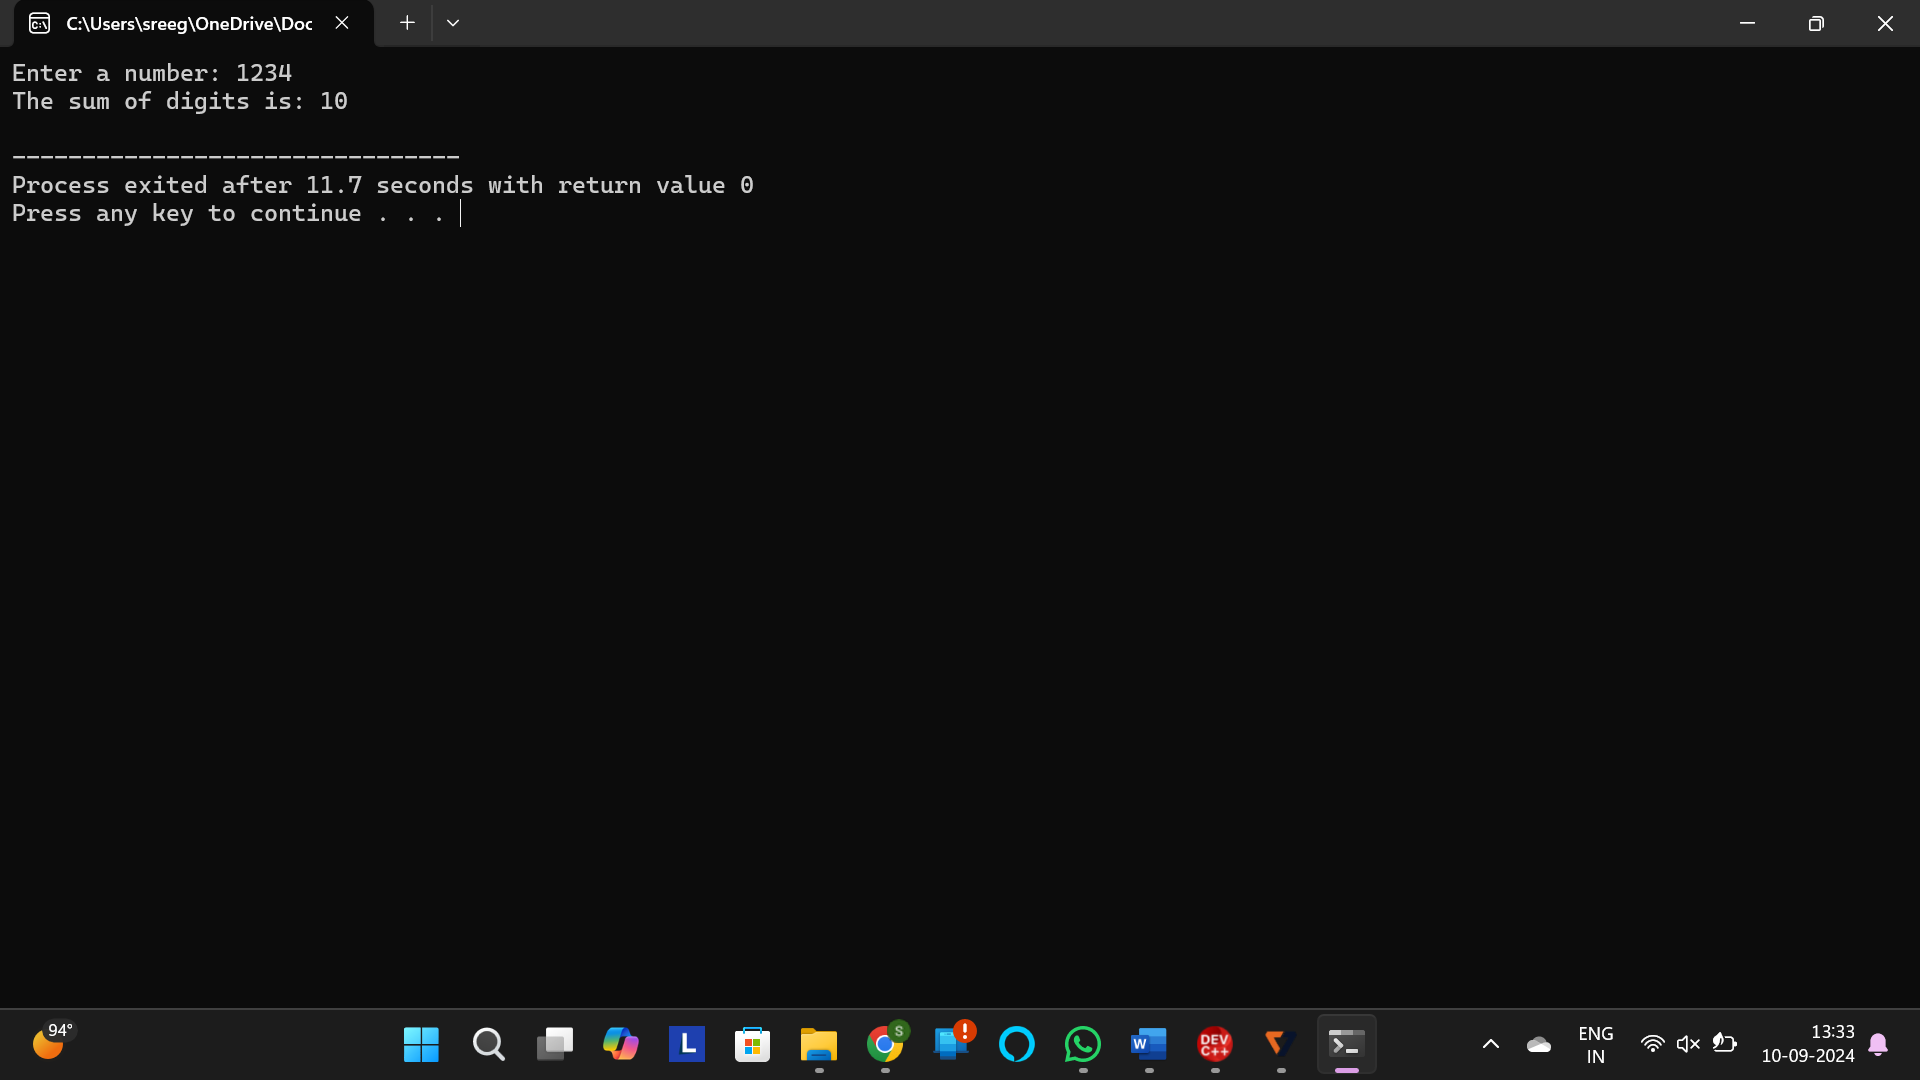 C:\Users\sreeg\OneDrive\Doc
Enter a number: 1234
The sum of digits is: 10
--------------------------------
Process exited after 11.7 seconds with return value 0
Press any key to continue . . .
94°
L
S
!
W
DEV
C++
ENG
IN
13:33
10-09-2024